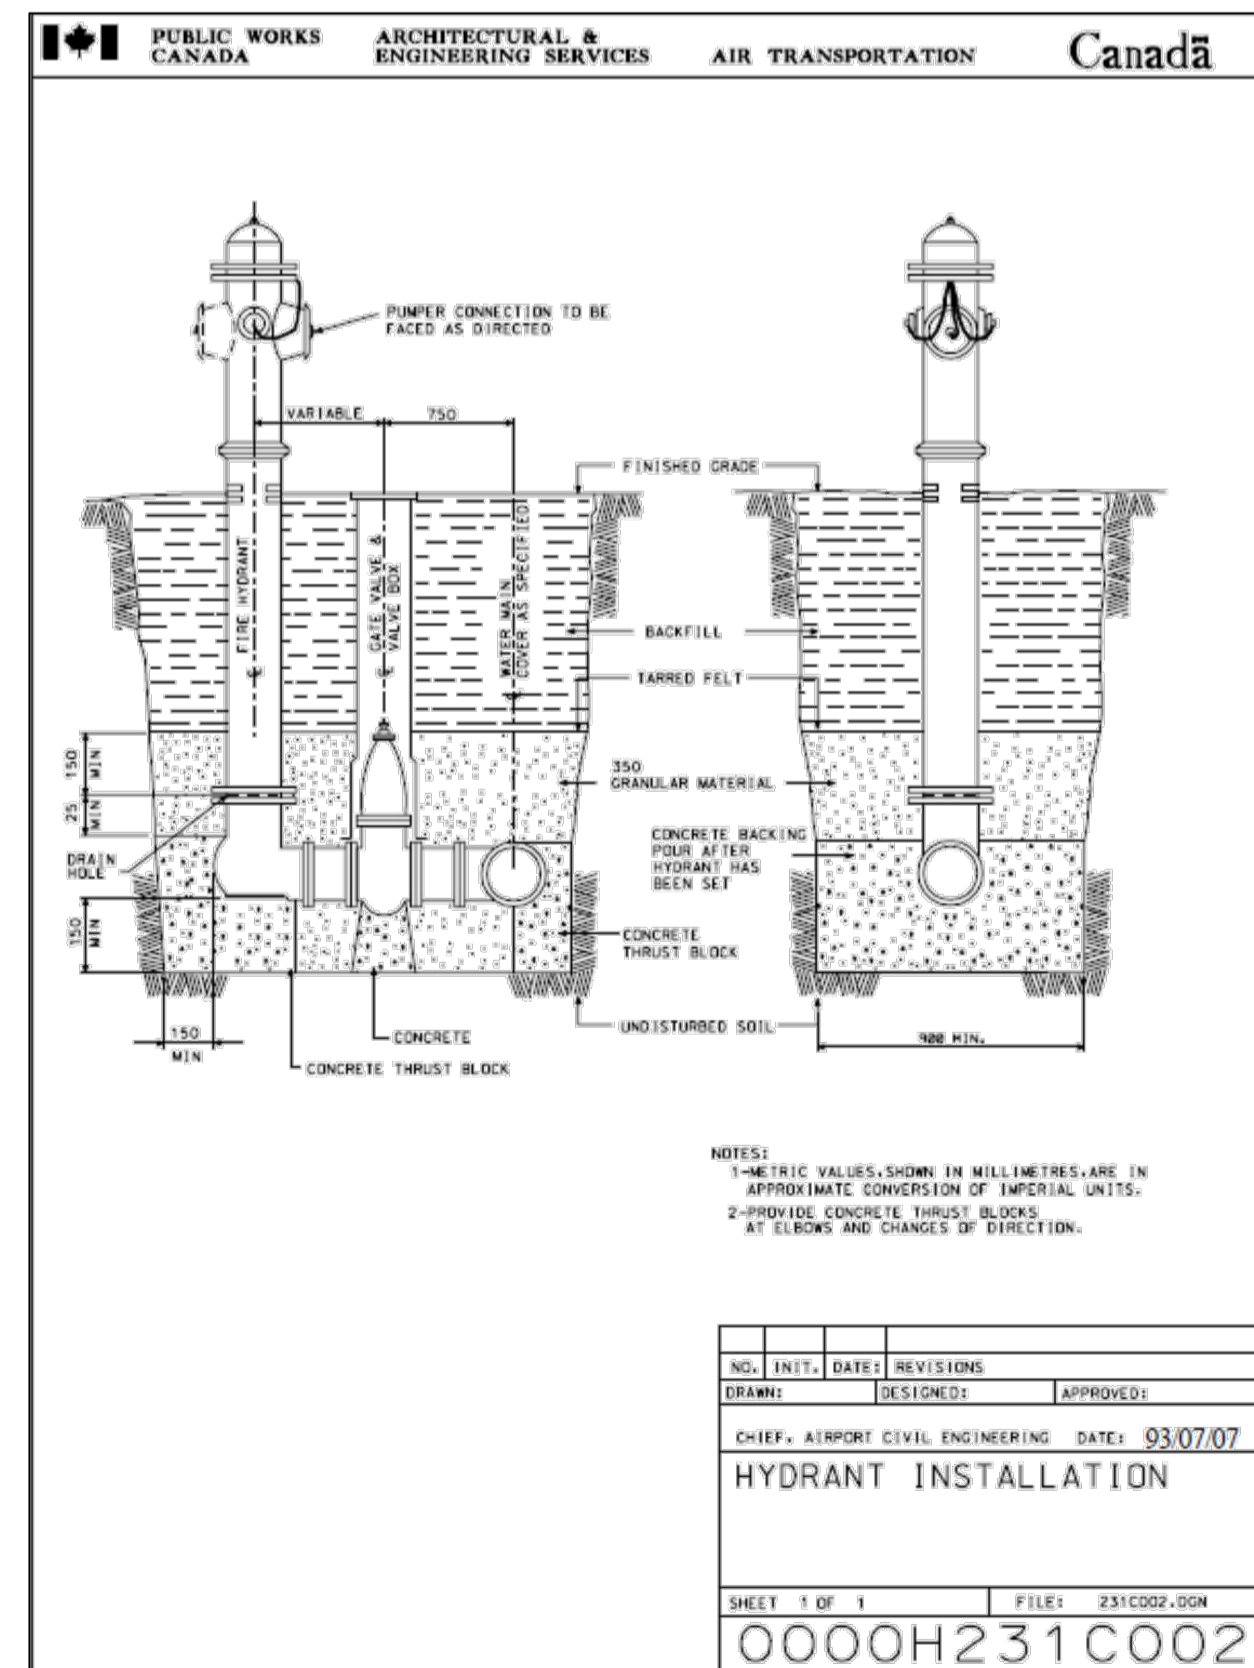 PUBLIC WORKS
CANADA
ARCHITECTURAL &
ENGINEERING SERVICES
AIR TRANSPORTATION
Canada
PUMPER CONNECTION TO BE
FACED AS DIRECTED
VARIABLE
750
FINISHED GRADE
FIRE HYDRANT
GATE VALVE &
VALVE BOX
WATER MAIN
COVER AS SPECIFIED
BACKFILL
TARRED FELT
150
MIN
25
MIN
350
GRANULAR MATERIAL
DRAIN
HOLE
CONCRETE BACKING
POUR AFTER
HYDRANT HAS
BEEN SET
150
MIN
CONCRETE
THRUST BLOCK
UNDISTURBED SOIL
150
MIN
CONCRETE
CONCRETE THRUST BLOCK
900 MIN.
NOTES:
1-METRIC VALUES,SHOWN IN MILLIMETRES,ARE IN
APPROXIMATE CONVERSION OF IMPERIAL UNITS.
2-PROVIDE CONCRETE THRUST BLOCKS
AT ELBOWS AND CHANGES OF DIRECTION.
NO. INIT. DATE: REVISIONS
DRAWN: DESIGNED: APPROVED:
CHIEF, AIRPORT CIVIL ENGINEERING DATE: 93/07/07
HYDRANT INSTALLATION
SHEET 1 OF 1 FILE: 231C002.DGN
0000H231C002